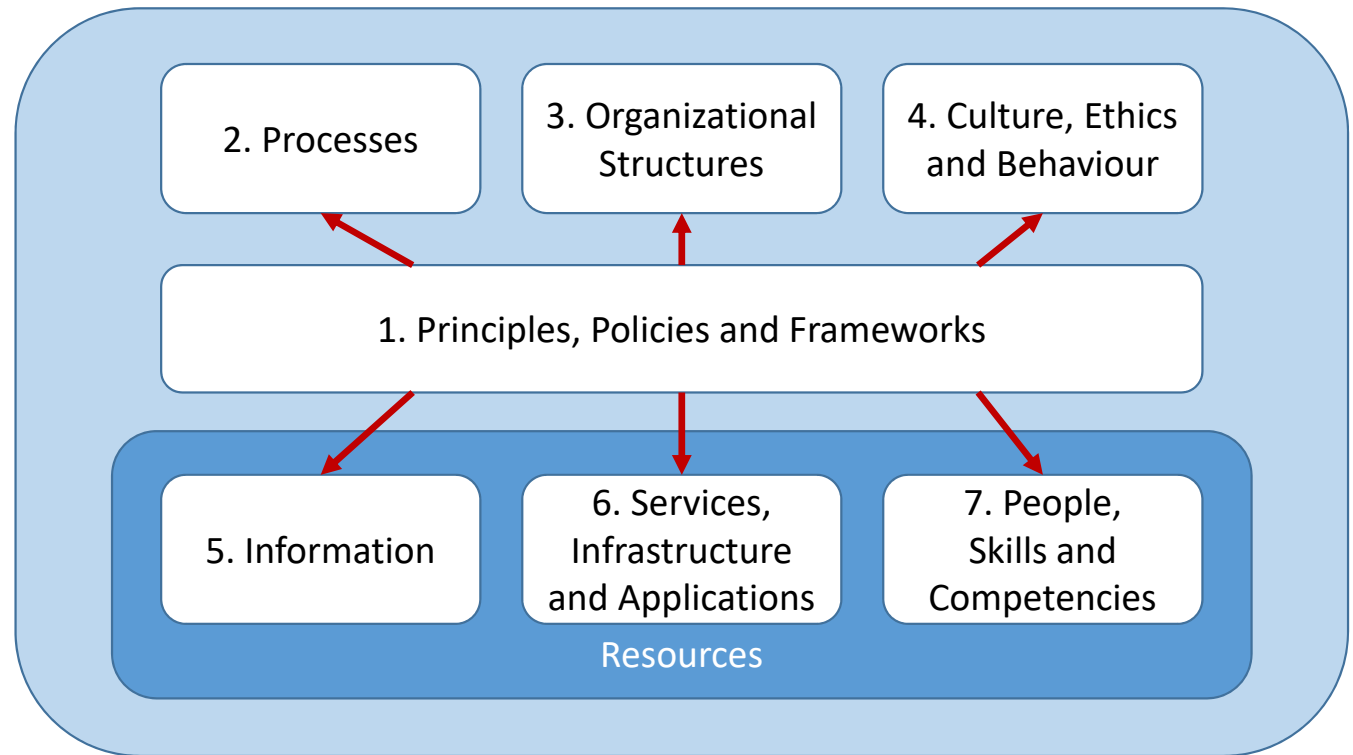 2. Processes
3. Organizational
Structures
4. Culture, Ethics
and Behaviour
1. Principles, Policies and Frameworks
5. Information
6. Services,
Infrastructure
and Applications
7. People,
Skills and
Competencies
Resources